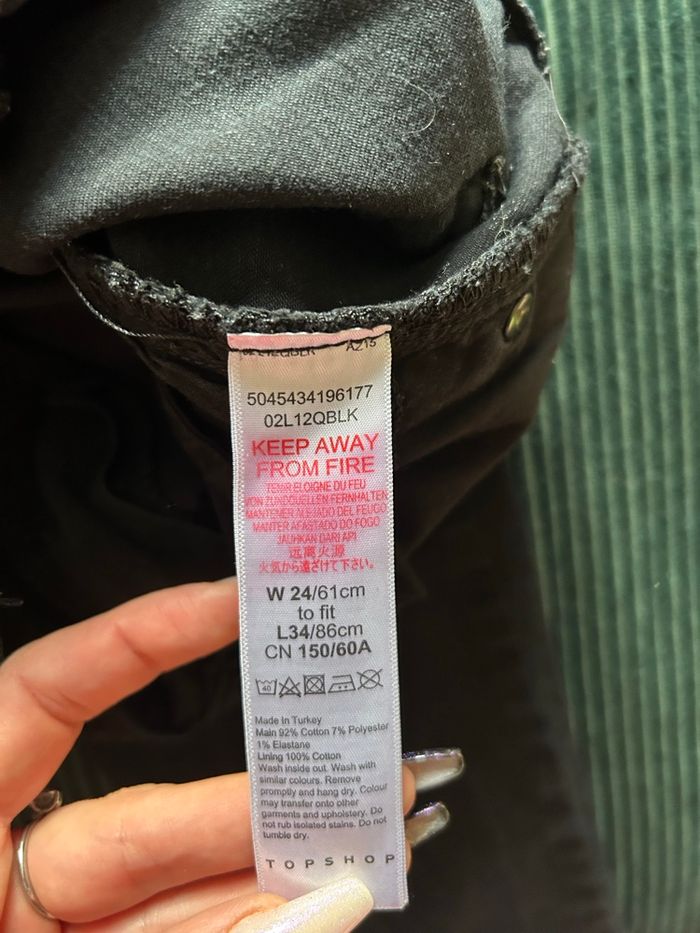 AZ15
5045434196177
02L12QBLK
KEEP AWAY
FROM FIRE
TENIR ELOIGNE DU FEU
VON ZUNDQUELLEN FERNHALTEN
MANTENER ALEJADO DEL FEUGO
MANTER AFASTADO DO FOGO
JAUHKAN DARI API
远离火源
火気から遠ざけて下さい。
W 24/61cm
to fit
L34/86cm
CN 150/60A
40
Made In Turkey
Main 92% Cotton 7% Polyester
1% Elastane
Lining 100% Cotton
Wash inside out. Wash with
similar colours. Remove
promptly and hang dry. Colour
may transfer onto other
garments and upholstery. Do
not rub isolated stains. Do not
tumble dry.
TOPSHOP